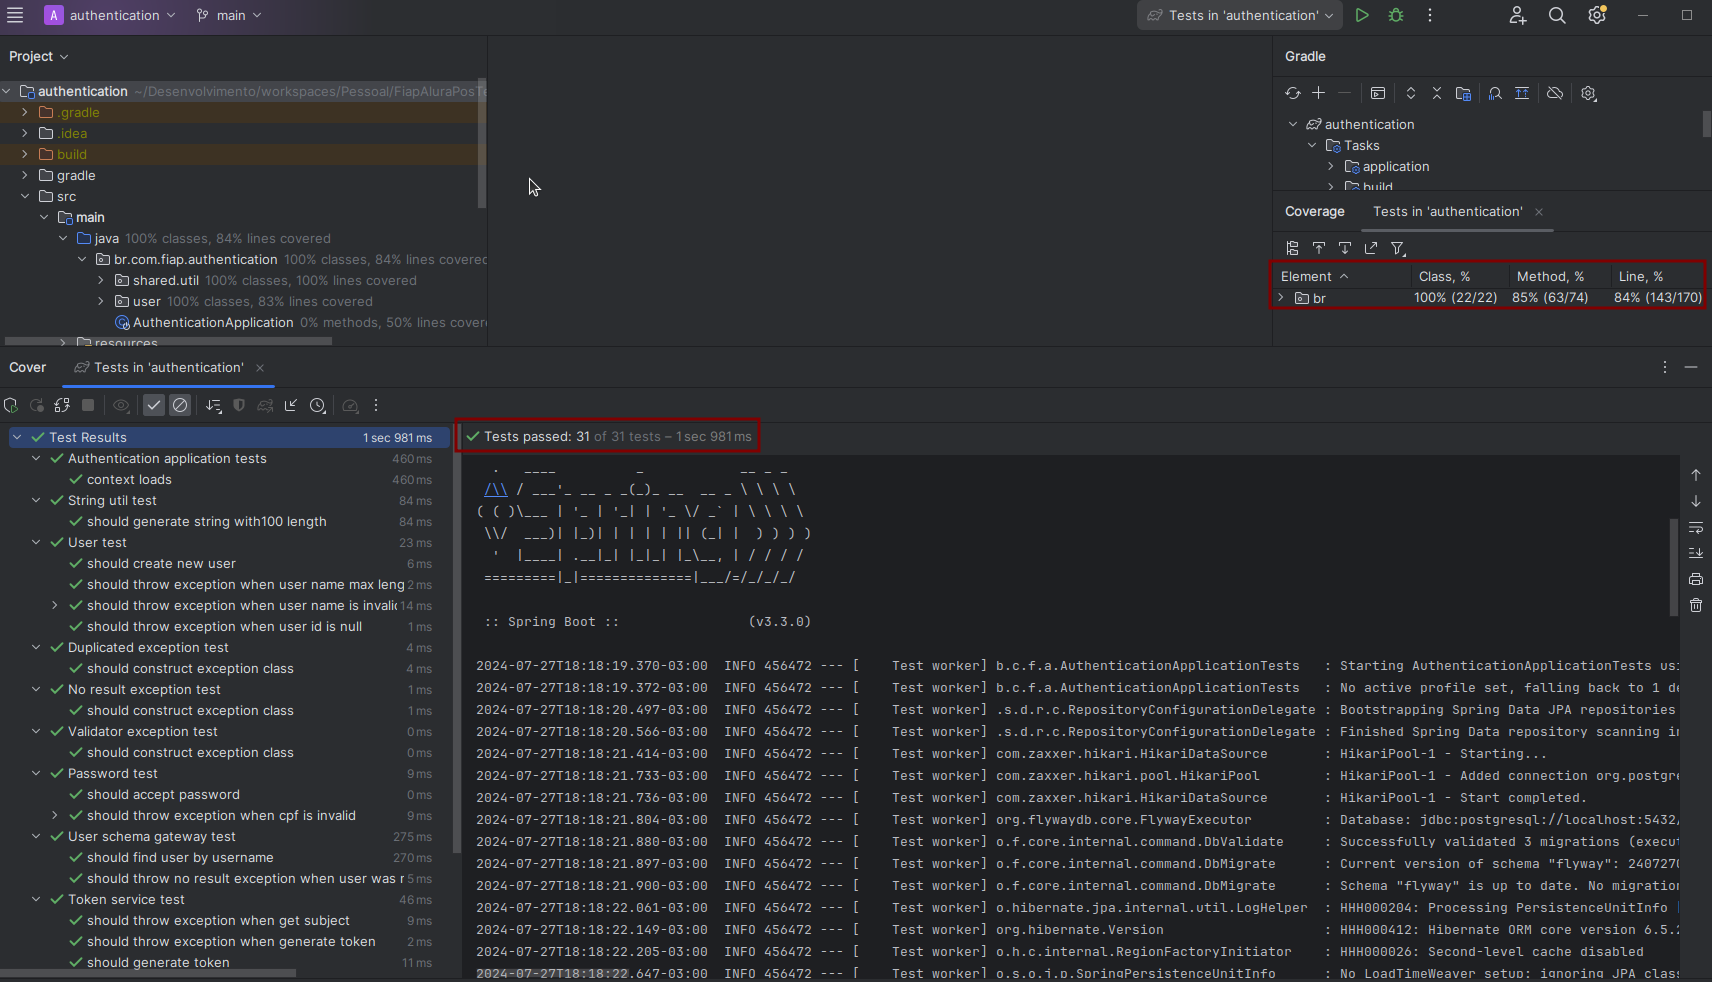 A authentication main Tests in 'authentication'
Project
authentication ~/Desenvolvimento/workspaces/Pessoal/FiapAluraPosTe
.gradle
.idea
build
gradle
src
main
java 100% classes, 84% lines covered
br.com.fiap.authentication 100% classes, 84% lines covered
shared.util 100% classes, 100% lines covered
user 100% classes, 83% lines covered
AuthenticationApplication 0% methods, 50% lines covere
resources
Gradle
authentication
Tasks
application
build
Coverage Tests in 'authentication'
Element Class, % Method, % Line, %
br 100% (22/22) 85% (63/74) 84% (143/170)
Cover Tests in 'authentication'
Test Results 1 sec 981 ms
Authentication application tests 460 ms
context loads 460 ms
String util test 84 ms
should generate string with100 length 84 ms
User test 23 ms
should create new user 6 ms
should throw exception when user name max leng 2 ms
should throw exception when user name is invalid 14 ms
should throw exception when user id is null 1 ms
Duplicated exception test 4 ms
should construct exception class 4 ms
No result exception test 1 ms
should construct exception class 1 ms
Validator exception test 0 ms
should construct exception class 0 ms
Password test 9 ms
should accept password 0 ms
should throw exception when cpf is invalid 9 ms
User schema gateway test 275 ms
should find user by username 270 ms
should throw no result exception when user was r 5 ms
Token service test 46 ms
should throw exception when get subject 9 ms
should throw exception when generate token 2 ms
should generate token 11 ms
Tests passed: 31 of 31 tests – 1 sec 981 ms
  .   ____          _            __ _ _
 /\\ / ___'_ __ _ _(_)_ __  __ _ \ \ \ \
( ( )\___ | '_ | '_| | '_ \/ _` | \ \ \ \
 \\/  ___)| |_)| | | | | || (_| |  ) ) ) )
  '  |____| .__|_| |_|_| |_\__, | / / / /
 =========|_|==============|___/=/_/_/_/
 :: Spring Boot ::                (v3.3.0)
2024-07-27T18:18:19.370-03:00 INFO 456472 --- [    Test worker] b.c.f.a.AuthenticationApplicationTests   : Starting AuthenticationApplicationTests usi
2024-07-27T18:18:19.372-03:00 INFO 456472 --- [    Test worker] b.c.f.a.AuthenticationApplicationTests   : No active profile set, falling back to 1 de
2024-07-27T18:18:20.497-03:00 INFO 456472 --- [    Test worker] .s.d.r.c.RepositoryConfigurationDelegate : Bootstrapping Spring Data JPA repositories
2024-07-27T18:18:20.566-03:00 INFO 456472 --- [    Test worker] .s.d.r.c.RepositoryConfigurationDelegate : Finished Spring Data repository scanning in
2024-07-27T18:18:21.414-03:00 INFO 456472 --- [    Test worker] com.zaxxer.hikari.HikariDataSource       : HikariPool-1 - Starting...
2024-07-27T18:18:21.733-03:00 INFO 456472 --- [    Test worker] com.zaxxer.hikari.pool.HikariPool        : HikariPool-1 - Added connection org.postgre
2024-07-27T18:18:21.736-03:00 INFO 456472 --- [    Test worker] com.zaxxer.hikari.HikariDataSource       : HikariPool-1 - Start completed.
2024-07-27T18:18:21.804-03:00 INFO 456472 --- [    Test worker] org.flywaydb.core.FlywayExecutor         : Database: jdbc:postgresql://localhost:5432/
2024-07-27T18:18:21.880-03:00 INFO 456472 --- [    Test worker] o.f.core.internal.command.DbValidate     : Successfully validated 3 migrations (execut
2024-07-27T18:18:21.897-03:00 INFO 456472 --- [    Test worker] o.f.core.internal.command.DbMigrate      : Current version of schema "flyway": 2407270
2024-07-27T18:18:21.900-03:00 INFO 456472 --- [    Test worker] o.f.core.internal.command.DbMigrate      : Schema "flyway" is up to date. No migration
2024-07-27T18:18:22.061-03:00 INFO 456472 --- [    Test worker] o.hibernate.jpa.internal.util.LogHelper  : HHH000204: Processing PersistenceUnitInfo [
2024-07-27T18:18:22.149-03:00 INFO 456472 --- [    Test worker] org.hibernate.Version                    : HHH000412: Hibernate ORM core version 6.5.2
2024-07-27T18:18:22.205-03:00 INFO 456472 --- [    Test worker] o.h.c.internal.RegionFactoryInitiator    : HHH000026: Second-level cache disabled
2024-07-27T18:18:22.647-03:00 INFO 456472 --- [    Test worker] o.s.o.j.p.SpringPersistenceUnitInfo      : No LoadTimeWeaver setup: ignoring JPA class